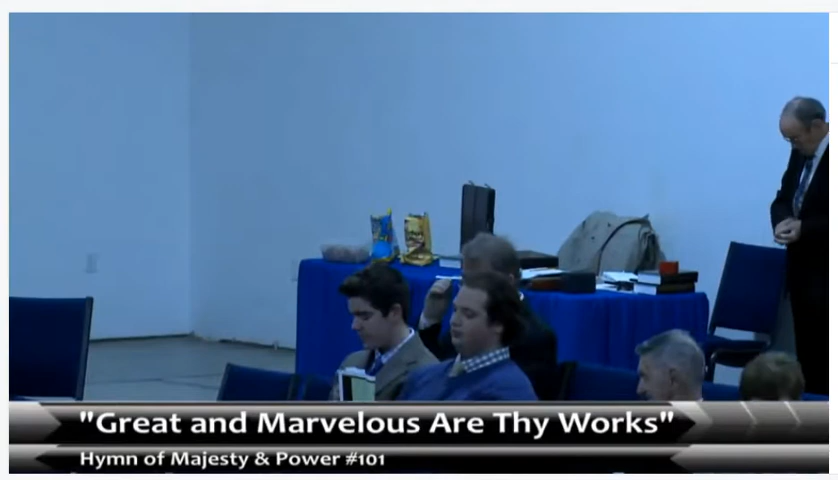 "Great and Marvelous Are Thy Works"
Hymn of Majesty & Power #101